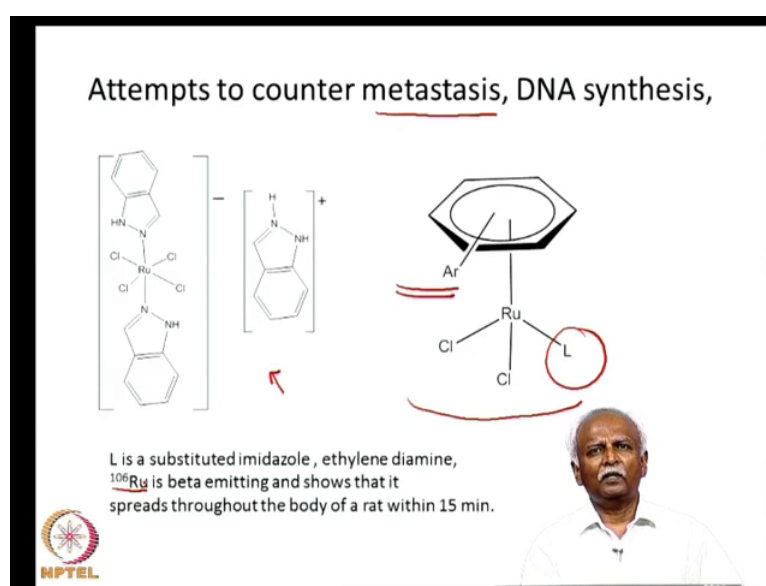 Attempts to counter metastasis, DNA synthesis,
HN
N
Cl
Cl
Ru
Cl
Cl
N
NH
−
H
N
NH
+
Ar
Ru
Cl
L
Cl
L is a substituted imidazole , ethylene diamine,
106Ru is beta emitting and shows that it
spreads throughout the body of a rat within 15 min.
NPTEL